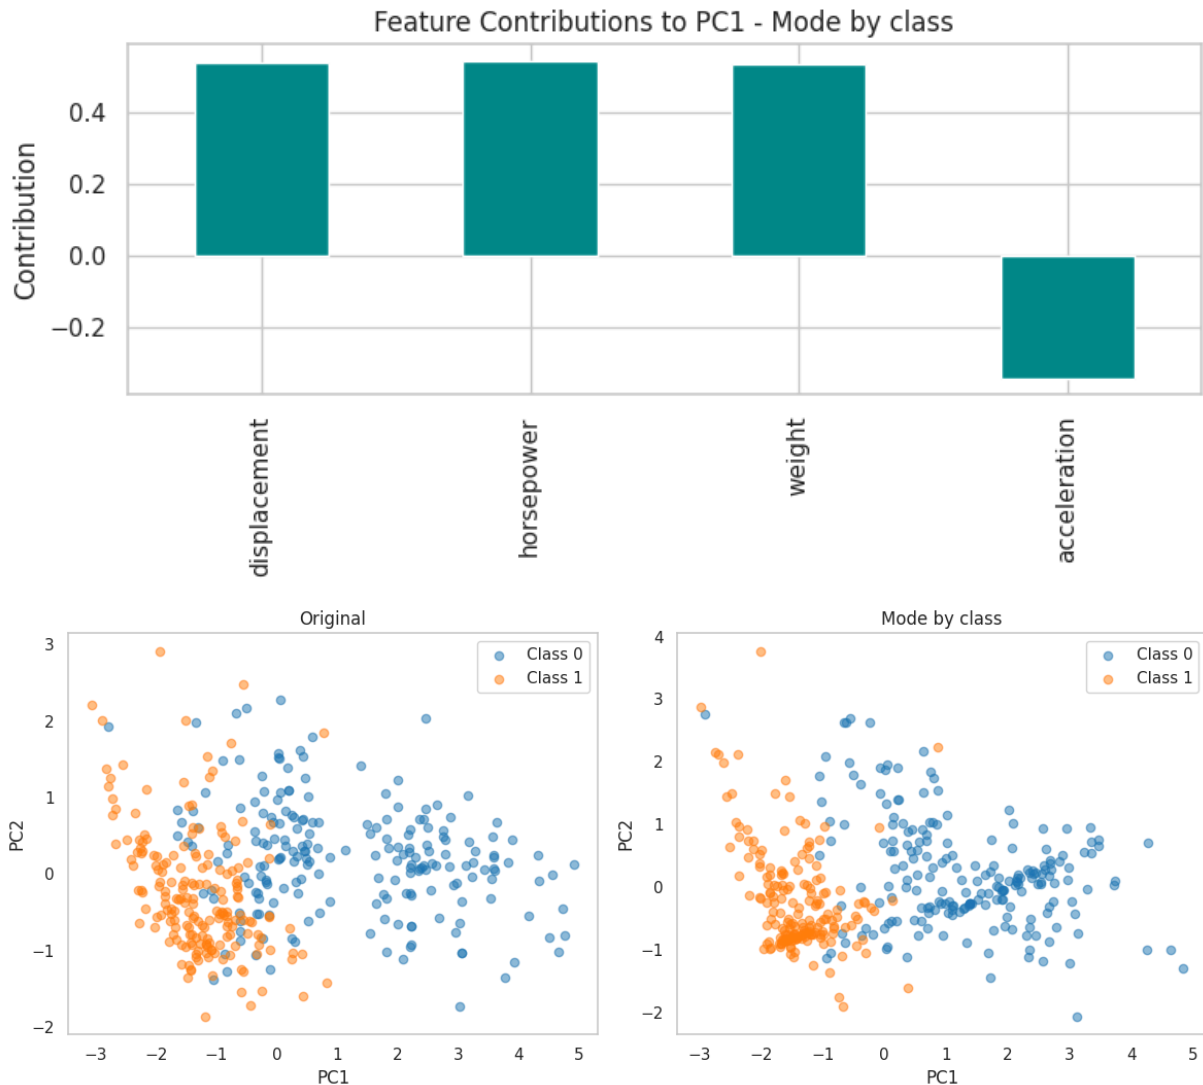 Feature Contributions to PC1 - Mode by class
Contribution
0.4
0.2
0.0
−0.2
displacement
horsepower
weight
acceleration
Original
PC2
3
2
1
0
−1
−2
Class 0
Class 1
−3 −2 −1 0 1 2 3 4 5
PC1
Mode by class
PC2
4
3
2
1
0
−1
−2
Class 0
Class 1
−3 −2 −1 0 1 2 3 4 5
PC1